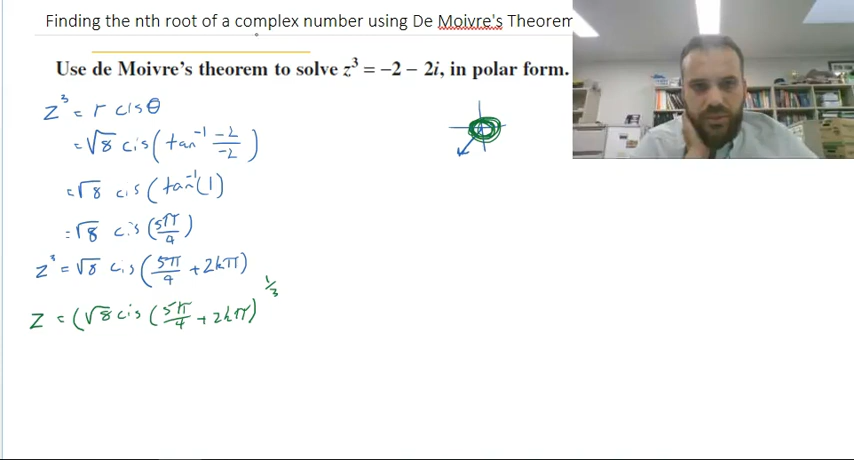 Finding the nth root of a complex number using De Moivre's Theorem
Use de Moivre's theorem to solve z³ = −2 − 2i, in polar form.
z³ = r cisθ
= √8 cis(tan⁻¹ -2/-2)
= √8 cis(tan⁻¹(1))
= √8 cis(5π/4)
z³ = √8 cis(5π/4 + 2kπ)
z = (√8 cis(5π/4 + 2kπ)^1/3